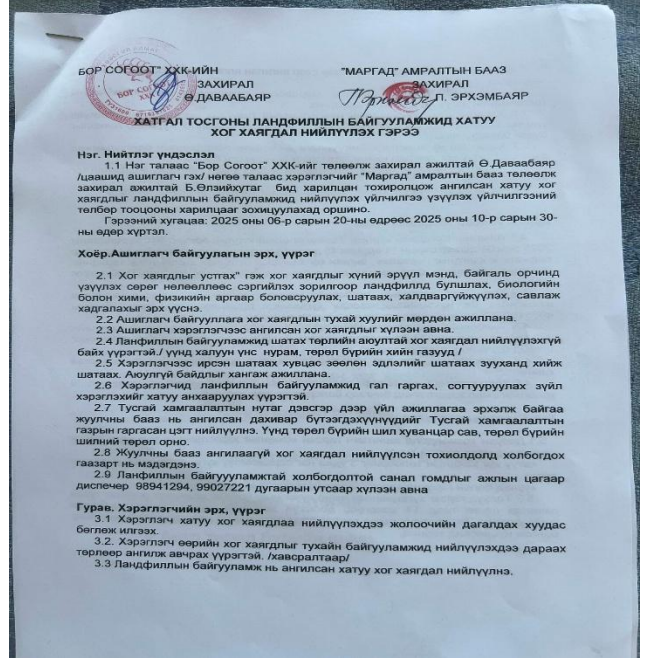 БОР СОГООТ" ХХК-ИЙН "МАРГАД" АМРАЛТЫН БААЗ
ЗАХИРАЛ ЗАХИРАЛ
Ө.ДАВААБАЯР П. ЭРХЭМБАЯР
ХАТГАЛ ТОСГОНЫ ЛАНДФИЛЛЫН БАЙГУУЛАМЖИД ХАТУУ
ХОГ ХАЯГДАЛ НИЙЛҮҮЛЭХ ГЭРЭЭ
Нэг. Нийтлэг үндэслэл
1.1 Нэг талаас "Бор Согоот" ХХК-ийг төлөөлж захирал ажилтай Ө.Даваабаяр
/цаашид ашиглагч гэх/ нөгөө талаас хэрэглэгчийг "Маргад" амралтын бааз төлөөлж
захирал ажилтай Б.Өлзийхутаг бид харилцан тохиролцож ангилсан хатуу хог
хаягдлыг ландфиллын байгууламжид нийлүүлэх үйлчилгээ үзүүлэх үйлчилгээний
төлбөр тооцооны харилцааг зохицуулахад оршино.
Гэрээний хугацаа: 2025 оны 06-р сарын 20-ны өдрөөс 2025 оны 10-р сарын 30-
ны өдөр хүртэл.
Хоёр.Ашиглагч байгуулагын эрх, үүрэг
2.1 Хог хаягдлыг устгах" гэж хог хаягдлыг хүний эрүүл мэнд, байгаль орчинд
үзүүлэх сөрөг нөлөөллөөс сэргийлэх зорилгоор ландфиллд булшлах, биологийн
болон хими, физикийн аргаар боловсруулах, шатаах, халдваргүйжүүлэх, савлаж
хадгалахыг эрх үүснэ.
2.2 Ашиглагч байгууллага хог хаягдлын тухай хуулийг мөрдөн ажиллана.
2.3 Ашиглагч хэрэглэгчээс ангилсан хог хаягдлыг хүлээн авна.
2.4 Ланфиллын байгууламжид шатах төрлийн аюултай хог хаягдал нийлүүлэхгүй
байх үүрэгтэй./ үүнд халуун үнс нурам, төрөл бүрийн хийн газууд /
2.5 Хэрэглэгчээс ирсэн шатаах хувцас зөөлөн эдлэлийг шатаах зууханд хийж
шатаах. Аюулгүй байдлыг хангаж ажиллана.
2.6 Хэрэглэгчид ланфиллын байгууламжид гал гаргах, согтууруулах зүйл
хэрэглэхийг хатуу анхааруулах үүрэгтэй.
2.7 Тусгай хамгаалалтын нутаг дэвсгэр дээр үйл ажиллагаа эрхэлж байгаа
жуулчны бааз нь ангилсан дахивар бүтээгдэхүүнүүдийг Тусгай хамгаалалтын
газрын гаргасан цэгт нийлүүлнэ. Үүнд төрөл бүрийн шил хуванцар сав, төрөл бүрийн
шилний төрөл орно.
2.8 Жуулчны бааз ангилаагүй хог хаягдал нийлүүлсэн тохиолдолд холбогдох
гаазарт нь мэдэгдэнэ.
2.9 Ланфиллын байгуууламжтай холбогдолтой санал гомдлыг ажлын цагаар
диспечер 98941294, 99027221 дугаарын утсаар хүлээн авна
Гурав. Хэрэглэгчийн эрх, үүрэг
3.1 Хэрэглэгч хатуу хог хаягдлаа нийлүүлэхдээ жолоочийн дагалдах хуудас
бөглөж илгээх.
3.2. Хэрэглэгч өөрийн хог хаягдлыг тухайн байгууламжид нийлүүлэхдээ дараах
төрлөөр ангилж авчрах үүрэгтэй. /хавсралтаар/
3.3 Ландфиллын байгууламж нь ангилсан хатуу хог хаягдал нийлүүлнэ.